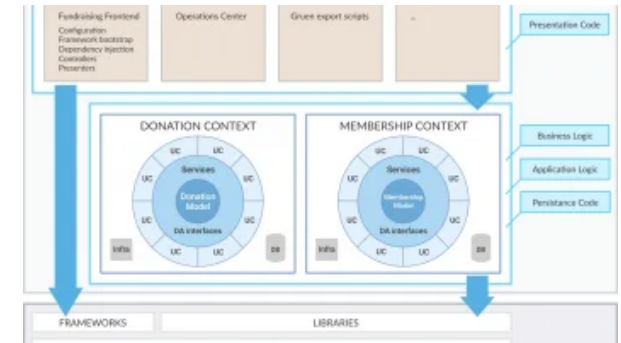 Fundraising Frontend
Configuration
Framework bootstrap
Dependency injection
Controllers
Presenters
Operations Center
Gruen export scripts
..
Presentation Code
DONATION CONTEXT
UC UC
UC UC
UC UC
UC UC
Services
Donation
Model
DA interfaces
Infra
DB
MEMBERSHIP CONTEXT
UC UC
UC UC
UC UC
UC UC
Services
Membership
Model
DA interfaces
Infra
DB
Business Logic
Application Logic
Persistance Code
FRAMEWORKS
LIBRARIES